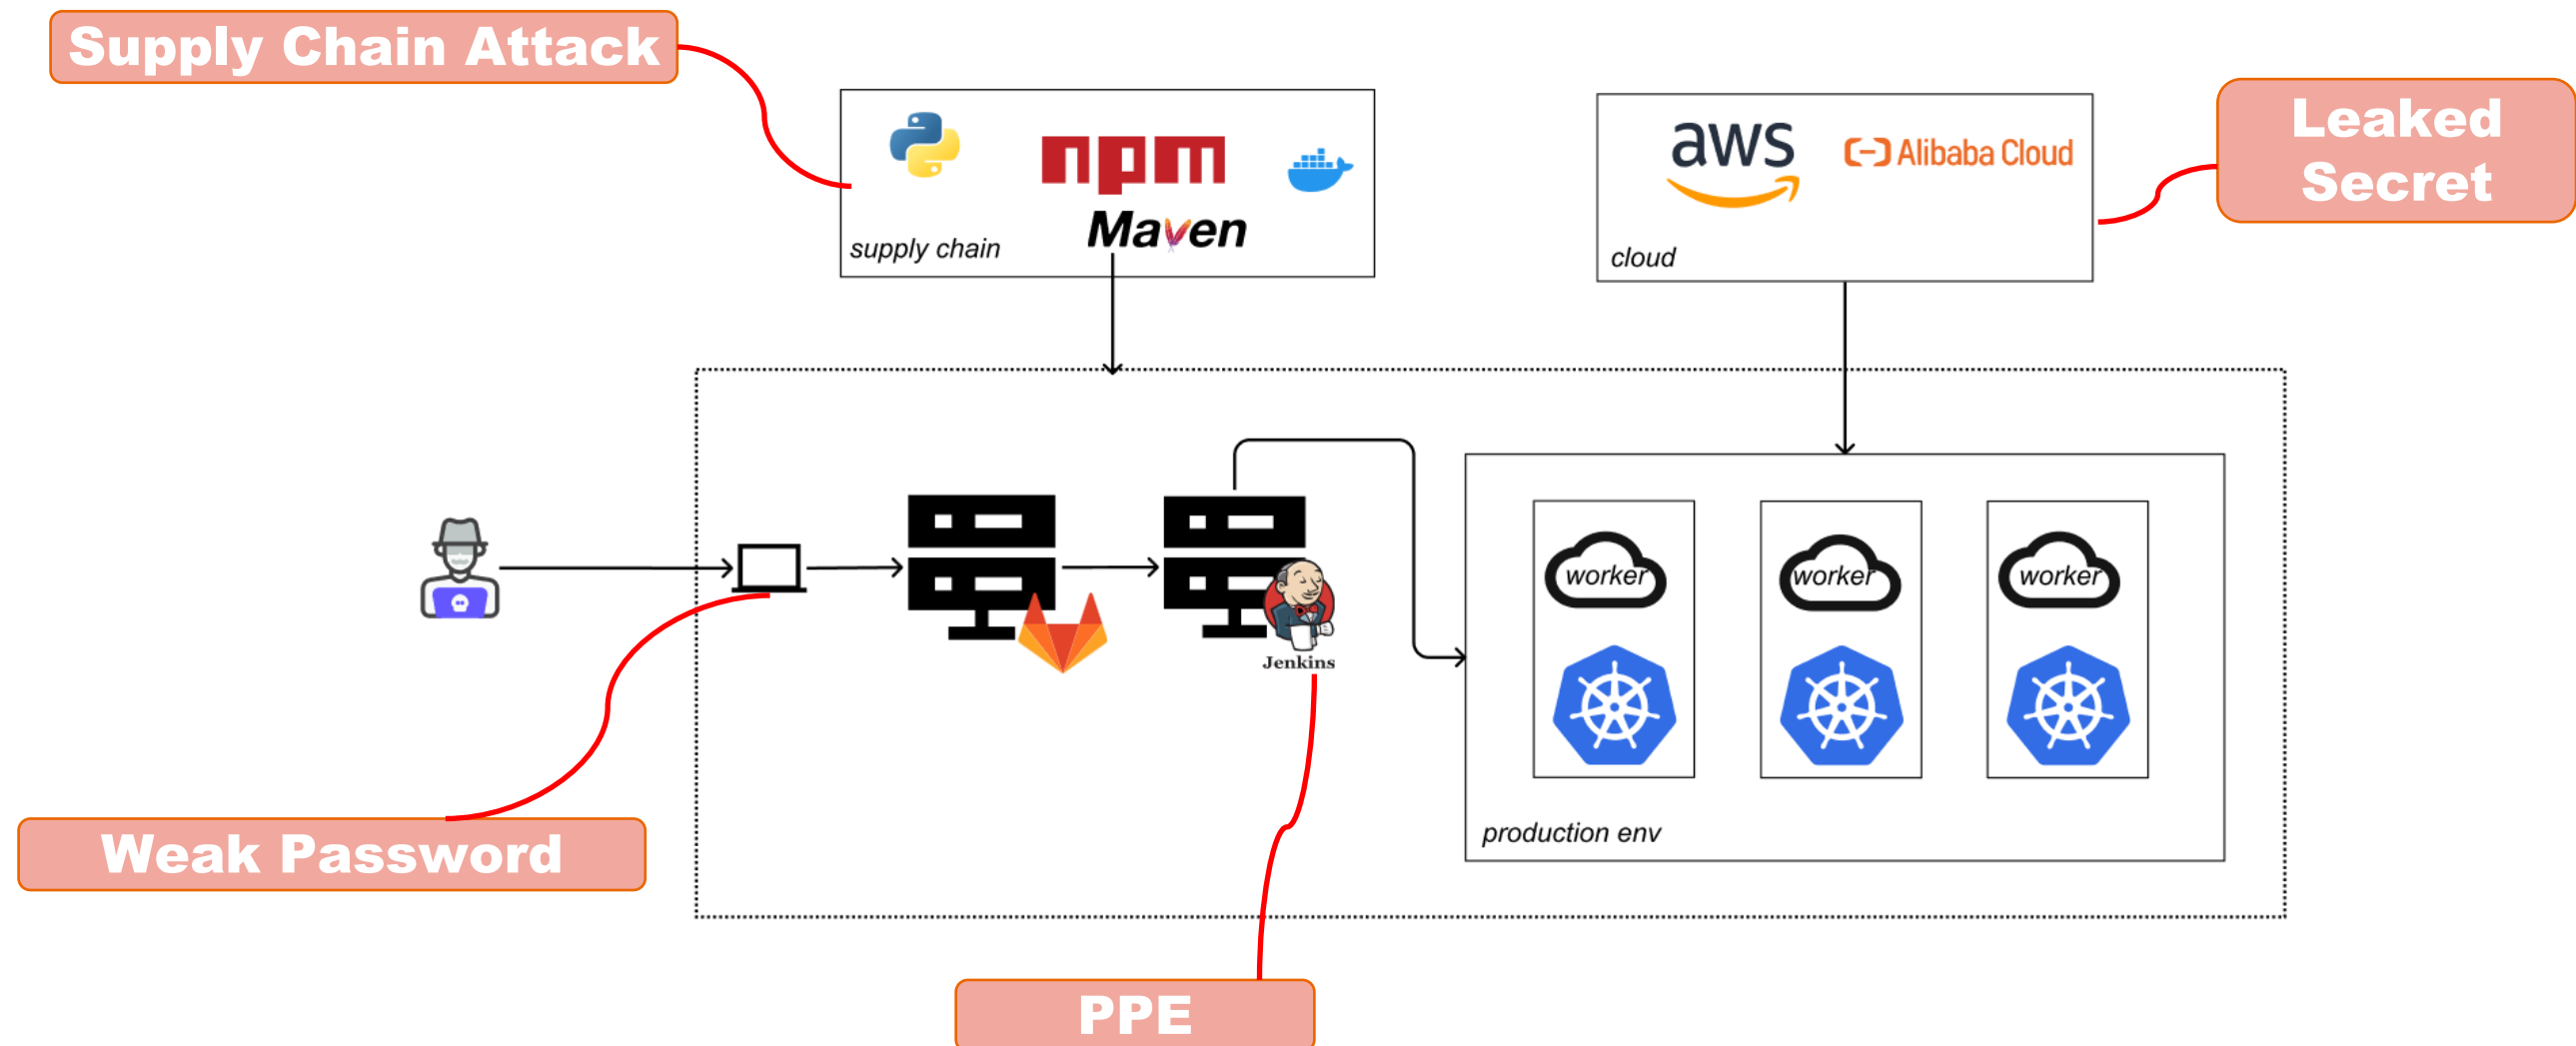 Supply Chain Attack
npm
Maven
supply chain
aws
Alibaba Cloud
cloud
Leaked
Secret
worker
worker
worker
Jenkins
production env
Weak Password
PPE